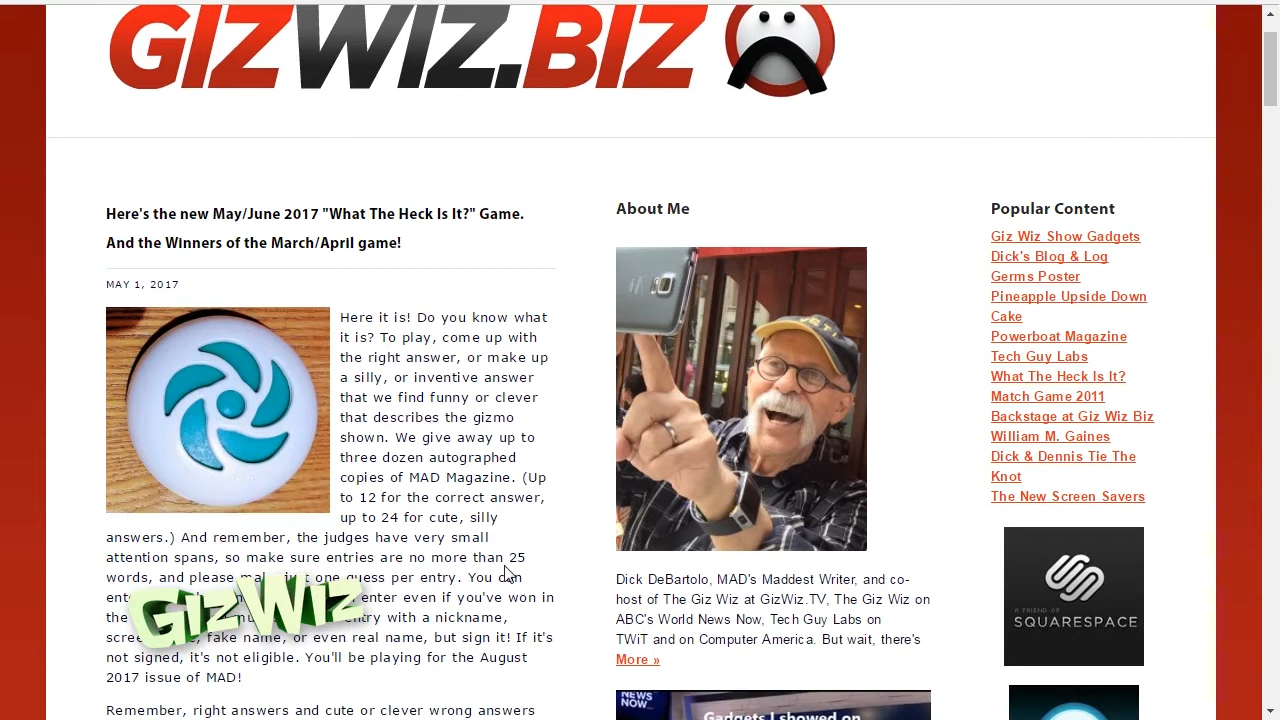 GIZWIZ.BIZ
Here's the new May/June 2017 "What The Heck Is It?" Game.
And the Winners of the March/April game!
MAY 1, 2017
Here it is! Do you know what
it is? To play, come up with
the right answer, or make up
a silly, or inventive answer
that we find funny or clever
that describes the gizmo
shown. We give away up to
three dozen autographed
copies of MAD Magazine. (Up
to 12 for the correct answer,
up to 24 for cute, silly
answers.) And remember, the judges have very small
attention spans, so make sure entries are no more than 25
words, and please just one guess per entry. You can
enter even if you've won in
the entry with a nickname,
fake name, or even real name, but sign it! If it's
not signed, it's not eligible. You'll be playing for the August
2017 issue of MAD!
Remember, right answers and cute or clever wrong answers
GIZWIZ
About Me
Dick DeBartolo, MAD's Maddest Writer, and co-
host of The Giz Wiz at GizWiz.TV, The Giz Wiz on
ABC's World News Now, Tech Guy Labs on
TWiT and on Computer America. But wait, there's
More »
NEWS
NOW
Gadgets I showed on
Popular Content
Giz Wiz Show Gadgets
Dick's Blog & Log
Germs Poster
Pineapple Upside Down
Cake
Powerboat Magazine
Tech Guy Labs
What The Heck Is It?
Match Game 2011
Backstage at Giz Wiz Biz
William M. Gaines
Dick & Dennis Tie The
Knot
The New Screen Savers
A FRIEND OF
SQUARESPACE